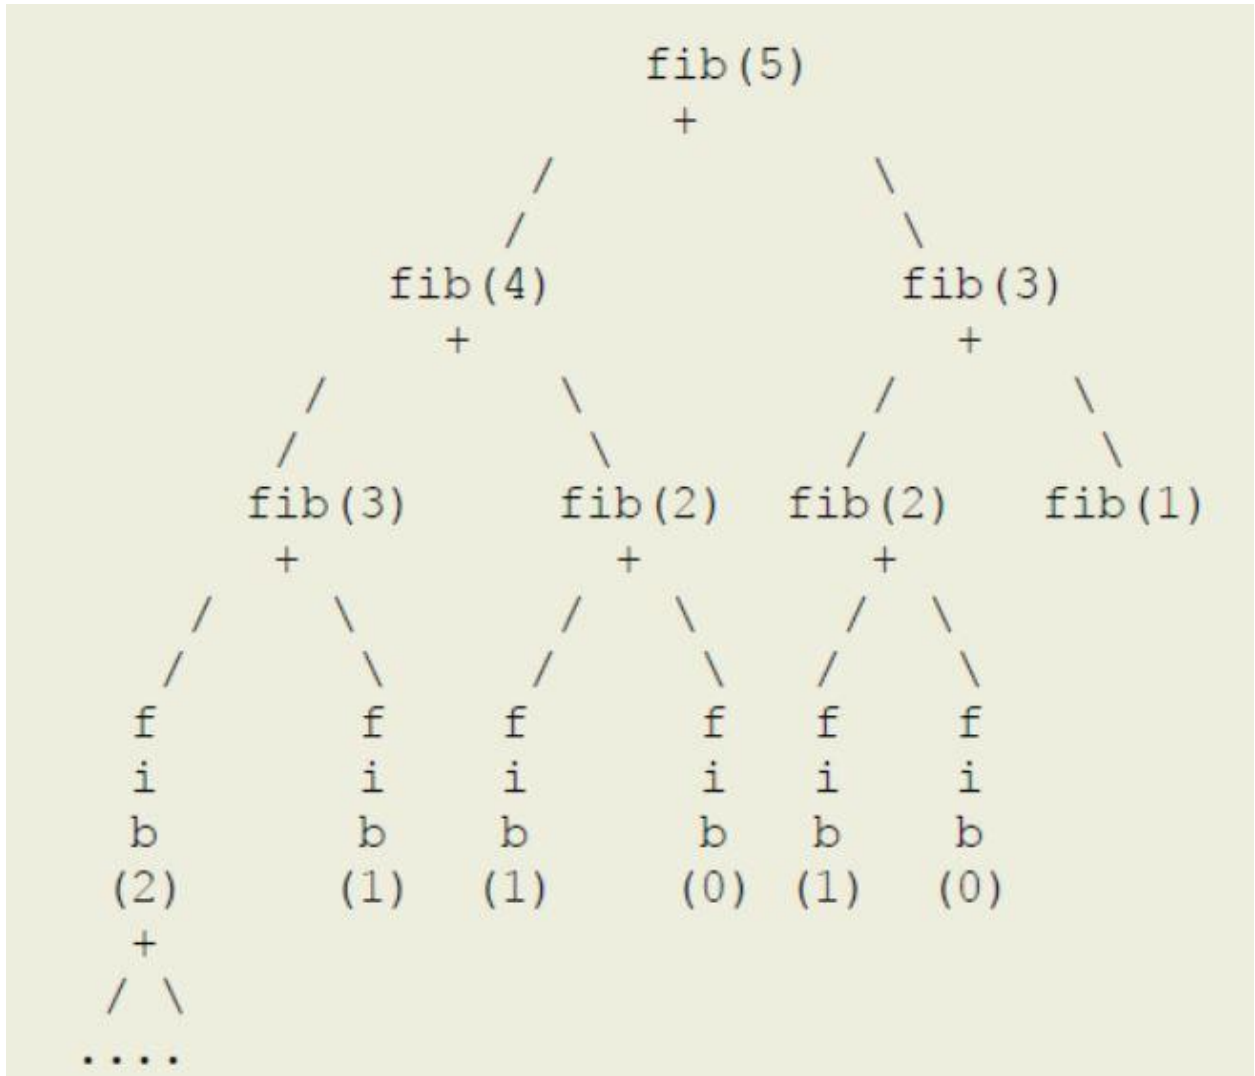 fib(5)
+
/ \
/ \
fib(4) fib(3)
+ +
/ \ / \
/ \ / \
fib(3) fib(2) fib(2) fib(1)
+ + +
/ \ / \ / \
/ \ / \ / \
f f f f f f
i i i i i i
b b b b b b
(2) (1) (1) (0) (1) (0)
+
/ \
....